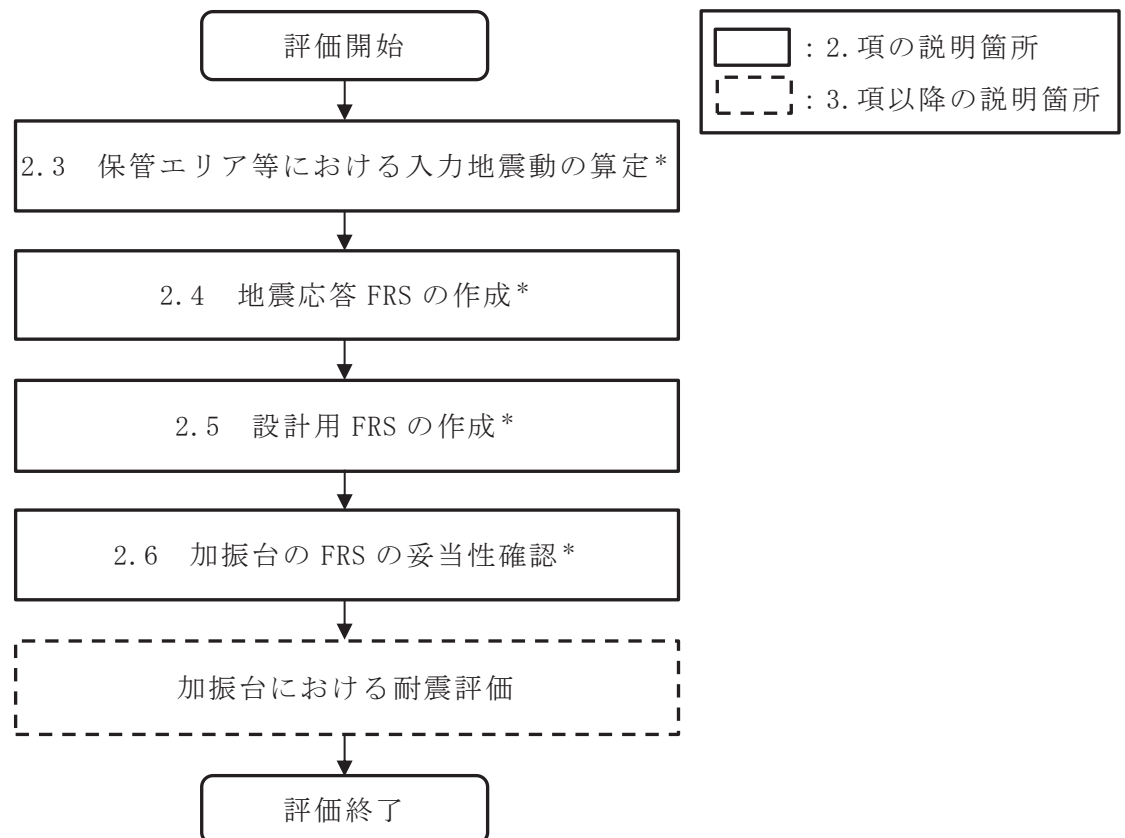 評価開始
：2.項の説明箇所
：3.項以降の説明箇所
2.3　保管エリア等における入力地震動の算定*
2.4　地震応答 FRS の作成*
2.5　設計用 FRS の作成*
2.6　加振台の FRS の妥当性確認*
加振台における耐震評価
評価終了